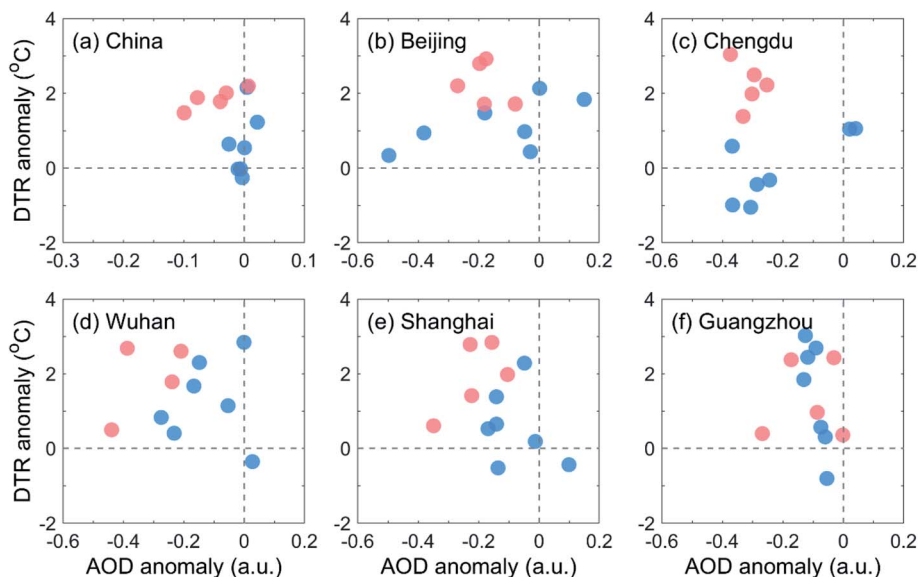 (a) China
(b) Beijing
(c) Chengdu
DTR anomaly (°C)
4
2
0
-2
-0.3 -0.2 -0.1 0 0.1
4
2
0
-2
-0.6 -0.4 -0.2 0 0.2
4
2
0
-2
-0.6 -0.4 -0.2 0 0.2
(d) Wuhan
(e) Shanghai
(f) Guangzhou
DTR anomaly (°C)
4
2
0
-2
-0.6 -0.4 -0.2 0 0.2
AOD anomaly (a.u.)
4
2
0
-2
-0.6 -0.4 -0.2 0 0.2
AOD anomaly (a.u.)
4
2
0
-2
-0.6 -0.4 -0.2 0 0.2
AOD anomaly (a.u.)